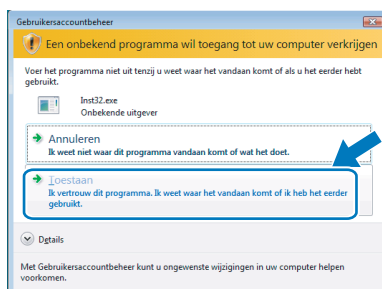 Gebruikersaccountbeheer
Een onbekend programma wil toegang tot uw computer verkrijgen
Voer het programma niet uit tenzij u weet waar het vandaan komt of als u het eerder hebt
gebruikt.
Inst32.exe
Onbekende uitgever
Annuleren
Ik weet niet waar dit programma vandaan komt of wat het doet.
Toestaan
Ik vertrouw dit programma. Ik weet waar het vandaan komt of ik heb het eerder
gebruikt.
Details
Met Gebruikersaccountbeheer kunt u ongewenste wijzigingen in uw computer helpen
voorkomen.